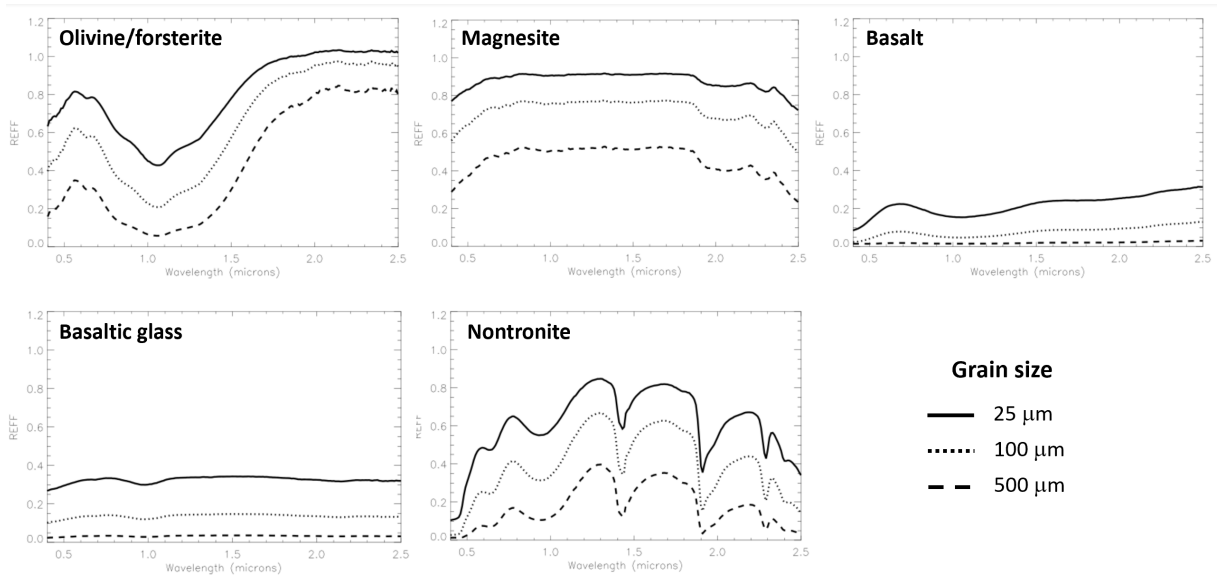 Olivine/forsterite
1.2
1.0
0.8
0.6
0.4
0.2
0.0
REFF
0.5 1.0 1.5 2.0 2.5
Wavelength (microns)
Magnesite
1.2
1.0
0.8
0.6
0.4
0.2
0.0
REFF
0.5 1.0 1.5 2.0 2.5
Wavelength (microns)
Basalt
1.2
1.0
0.8
0.6
0.4
0.2
0.0
REFF
0.5 1.0 1.5 2.0 2.5
Wavelength (microns)
Basaltic glass
1.2
1.0
0.8
0.6
0.4
0.2
0.0
REFF
0.5 1.0 1.5 2.0 2.5
Wavelength (microns)
Nontronite
1.2
1.0
0.8
0.6
0.4
0.2
0.0
REFF
0.5 1.0 1.5 2.0 2.5
Wavelength (microns)
Grain size
25 μm
100 μm
500 μm